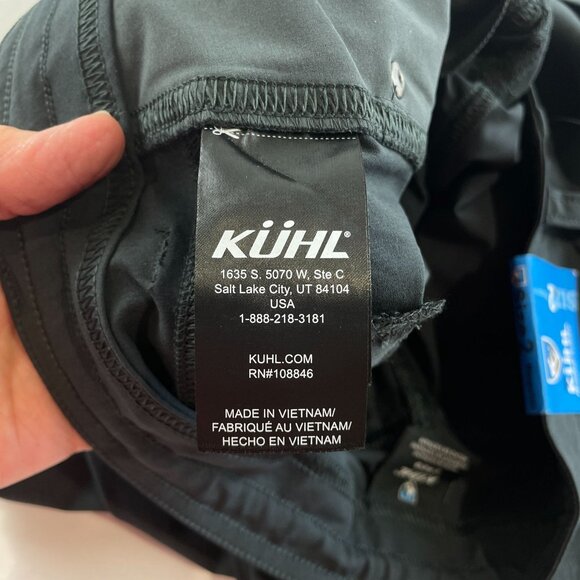 KÜHL®
1635 S. 5070 W, Ste C
Salt Lake City, UT 84104
USA
1-888-218-3181
KUHL.COM
RN#108846
MADE IN VIETNAM/
FABRIQUÉ AU VIETNAM/
HECHO EN VIETNAM
KÜHL